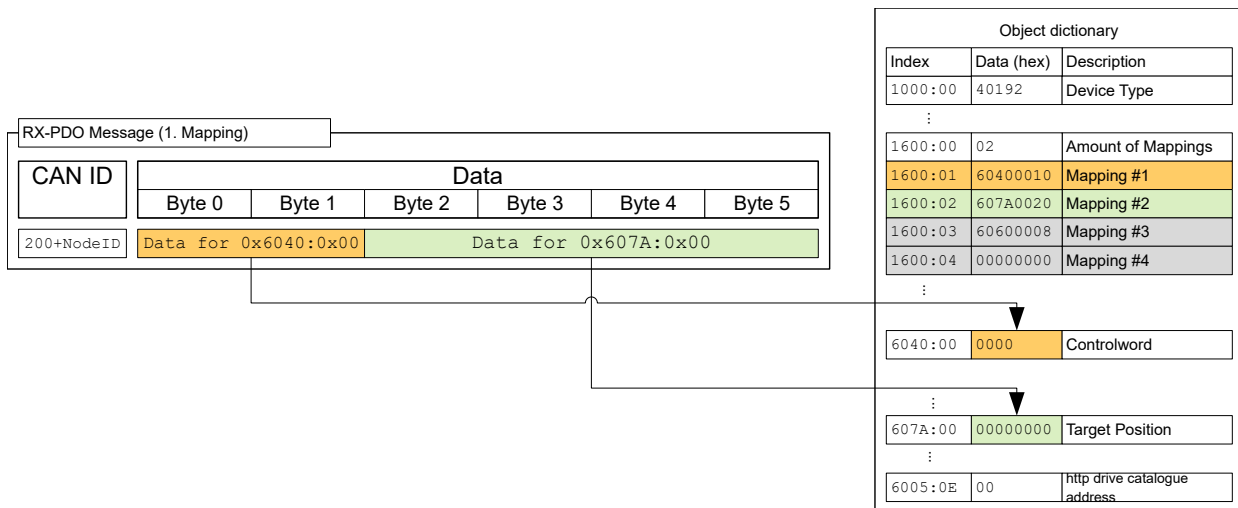 RX-PDO Message (1. Mapping)
CAN ID
Data
Byte 0 Byte 1 Byte 2 Byte 3 Byte 4 Byte 5
200+NodeID Data for 0x6040:0x00 Data for 0x607A:0x00
Object dictionary
Index Data (hex) Description
1000:00 40192 Device Type
⋮
1600:00 02 Amount of Mappings
1600:01 60400010 Mapping #1
1600:02 607A0020 Mapping #2
1600:03 60600008 Mapping #3
1600:04 00000000 Mapping #4
⋮
6040:00 0000 Controlword
⋮
607A:00 00000000 Target Position
⋮
6005:0E 00 http drive catalogue
address